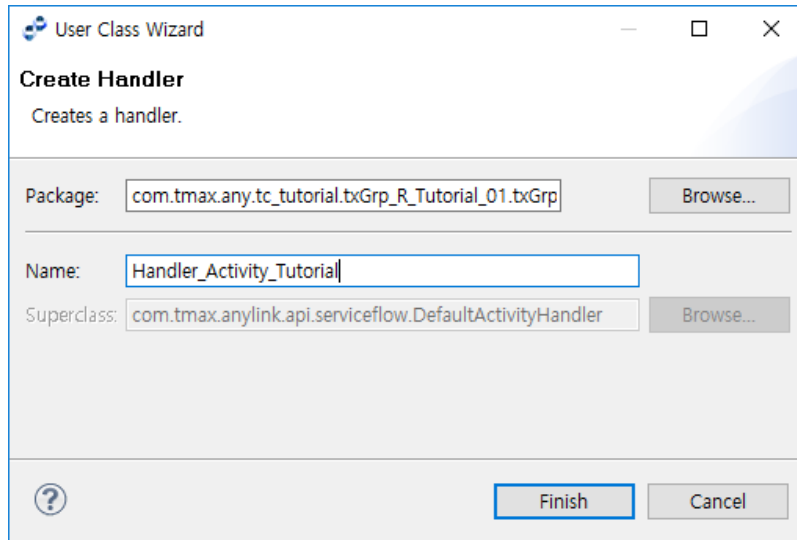 User Class Wizard
Create Handler
Creates a handler.
Package: com.tmax.any.tc_tutorial.txGrp_R_Tutorial_01.txGrp Browse...
Name: Handler_Activity_Tutorial
Superclass: com.tmax.anylink.api.serviceflow.DefaultActivityHandler Browse...
? Finish Cancel